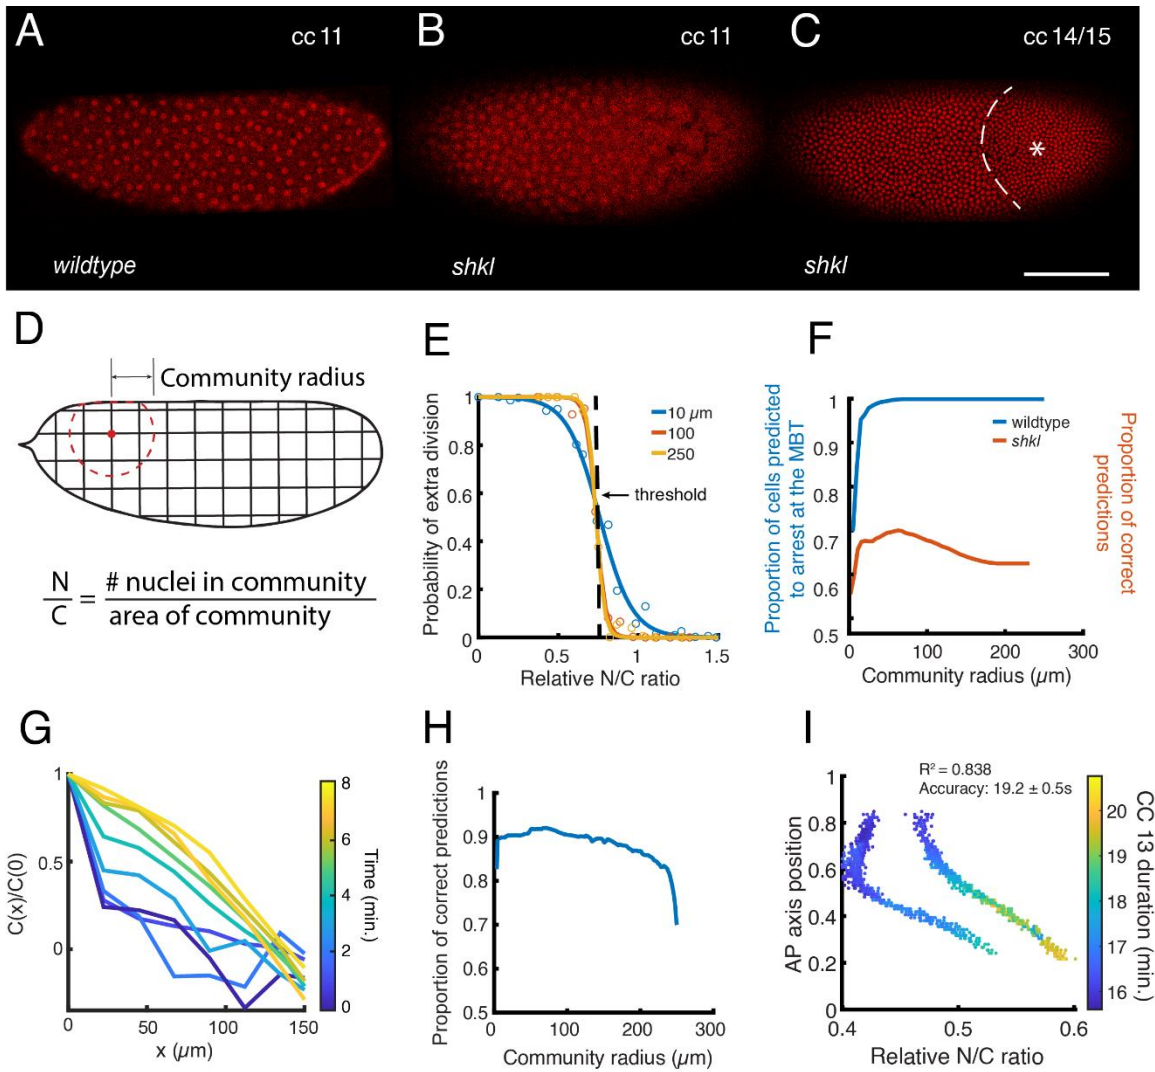 A
cc 11
wildtype
B
cc 11
shkl
C
cc 14/15
*
shkl
D
Community radius
N/C = # nuclei in community / area of community
E
Probability of extra division
1
0.8
0.6
0.4
0.2
0
10 µm
100
250
threshold
0
0.5
1
1.5
Relative N/C ratio
F
Proportion of cells predicted
to arrest at the MBT
1
0.9
0.8
0.7
0.6
0.5
wildtype
shkl
Proportion of correct
predictions
0
100
200
300
Community radius (µm)
G
C(x)/C(0)
1
0.5
0
0
50
100
150
x (µm)
8
6
4
2
0
Time (min.)
H
Proportion of correct predictions
1
0.9
0.8
0.7
0.6
0.5
0
100
200
300
Community radius (µm)
I
R² = 0.838
Accuracy: 19.2 ± 0.5s
AP axis position
1
0.8
0.6
0.4
0.2
0
0.4
0.5
0.6
Relative N/C ratio
20
19
18
17
16
CC 13 duration (min.)